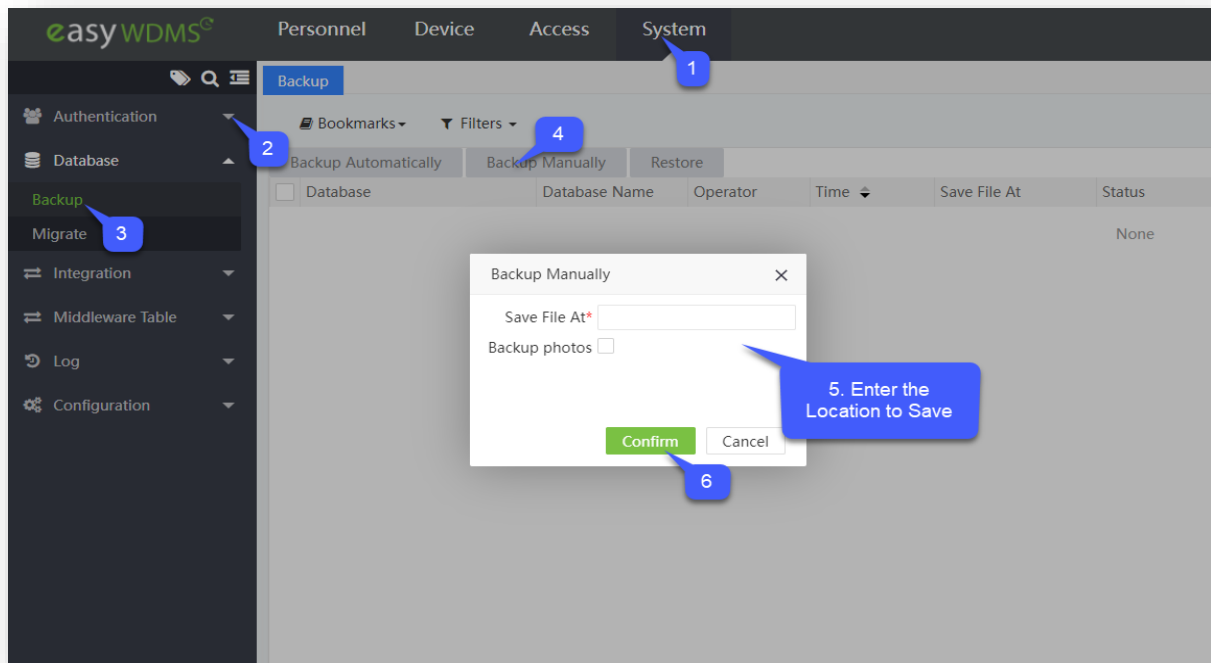 easy WDMS
Personnel Device Access System
1
Backup
Authentication
2
Bookmarks Filters
4
Database
Backup Automatically Backup Manually Restore
Database Database Name Operator Time Save File At Status
Backup
3
Migrate
None
Integration
Middleware Table
Log
Configuration
Backup Manually
Save File At*
Backup photos
5. Enter the
Location to Save
Confirm Cancel
6